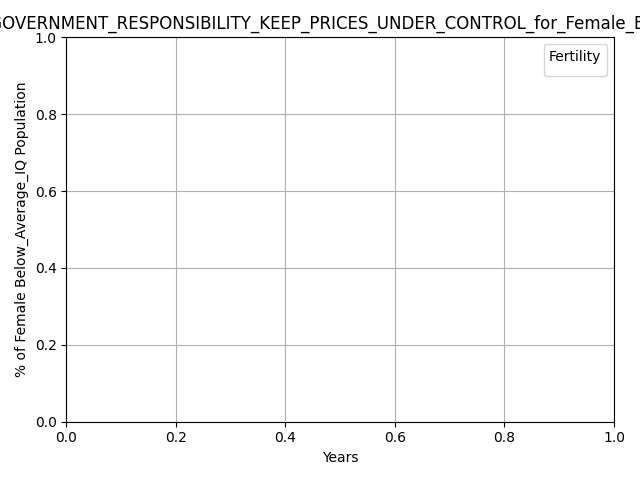 GOVERNMENT_RESPONSIBILITY_KEEP_PRICES_UNDER_CONTROL_for_Female_B
1.0
Fertility
0.8
0.6
0.4
0.2
0.0
% of Female Below_Average_IQ Population
0.0 0.2 0.4 0.6 0.8 1.0
Years